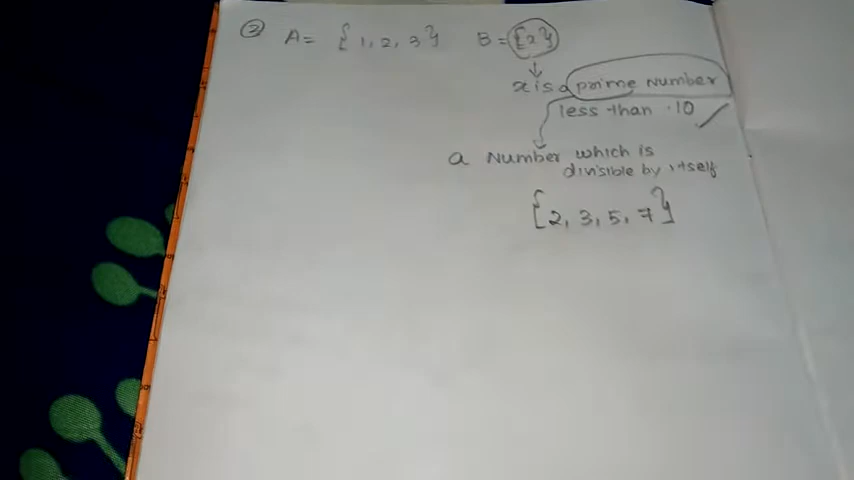 ② A = {1, 2, 3} B = {x}
x is a prime number
less than 10
a Number which is
divisible by itself
{2, 3, 5, 7}